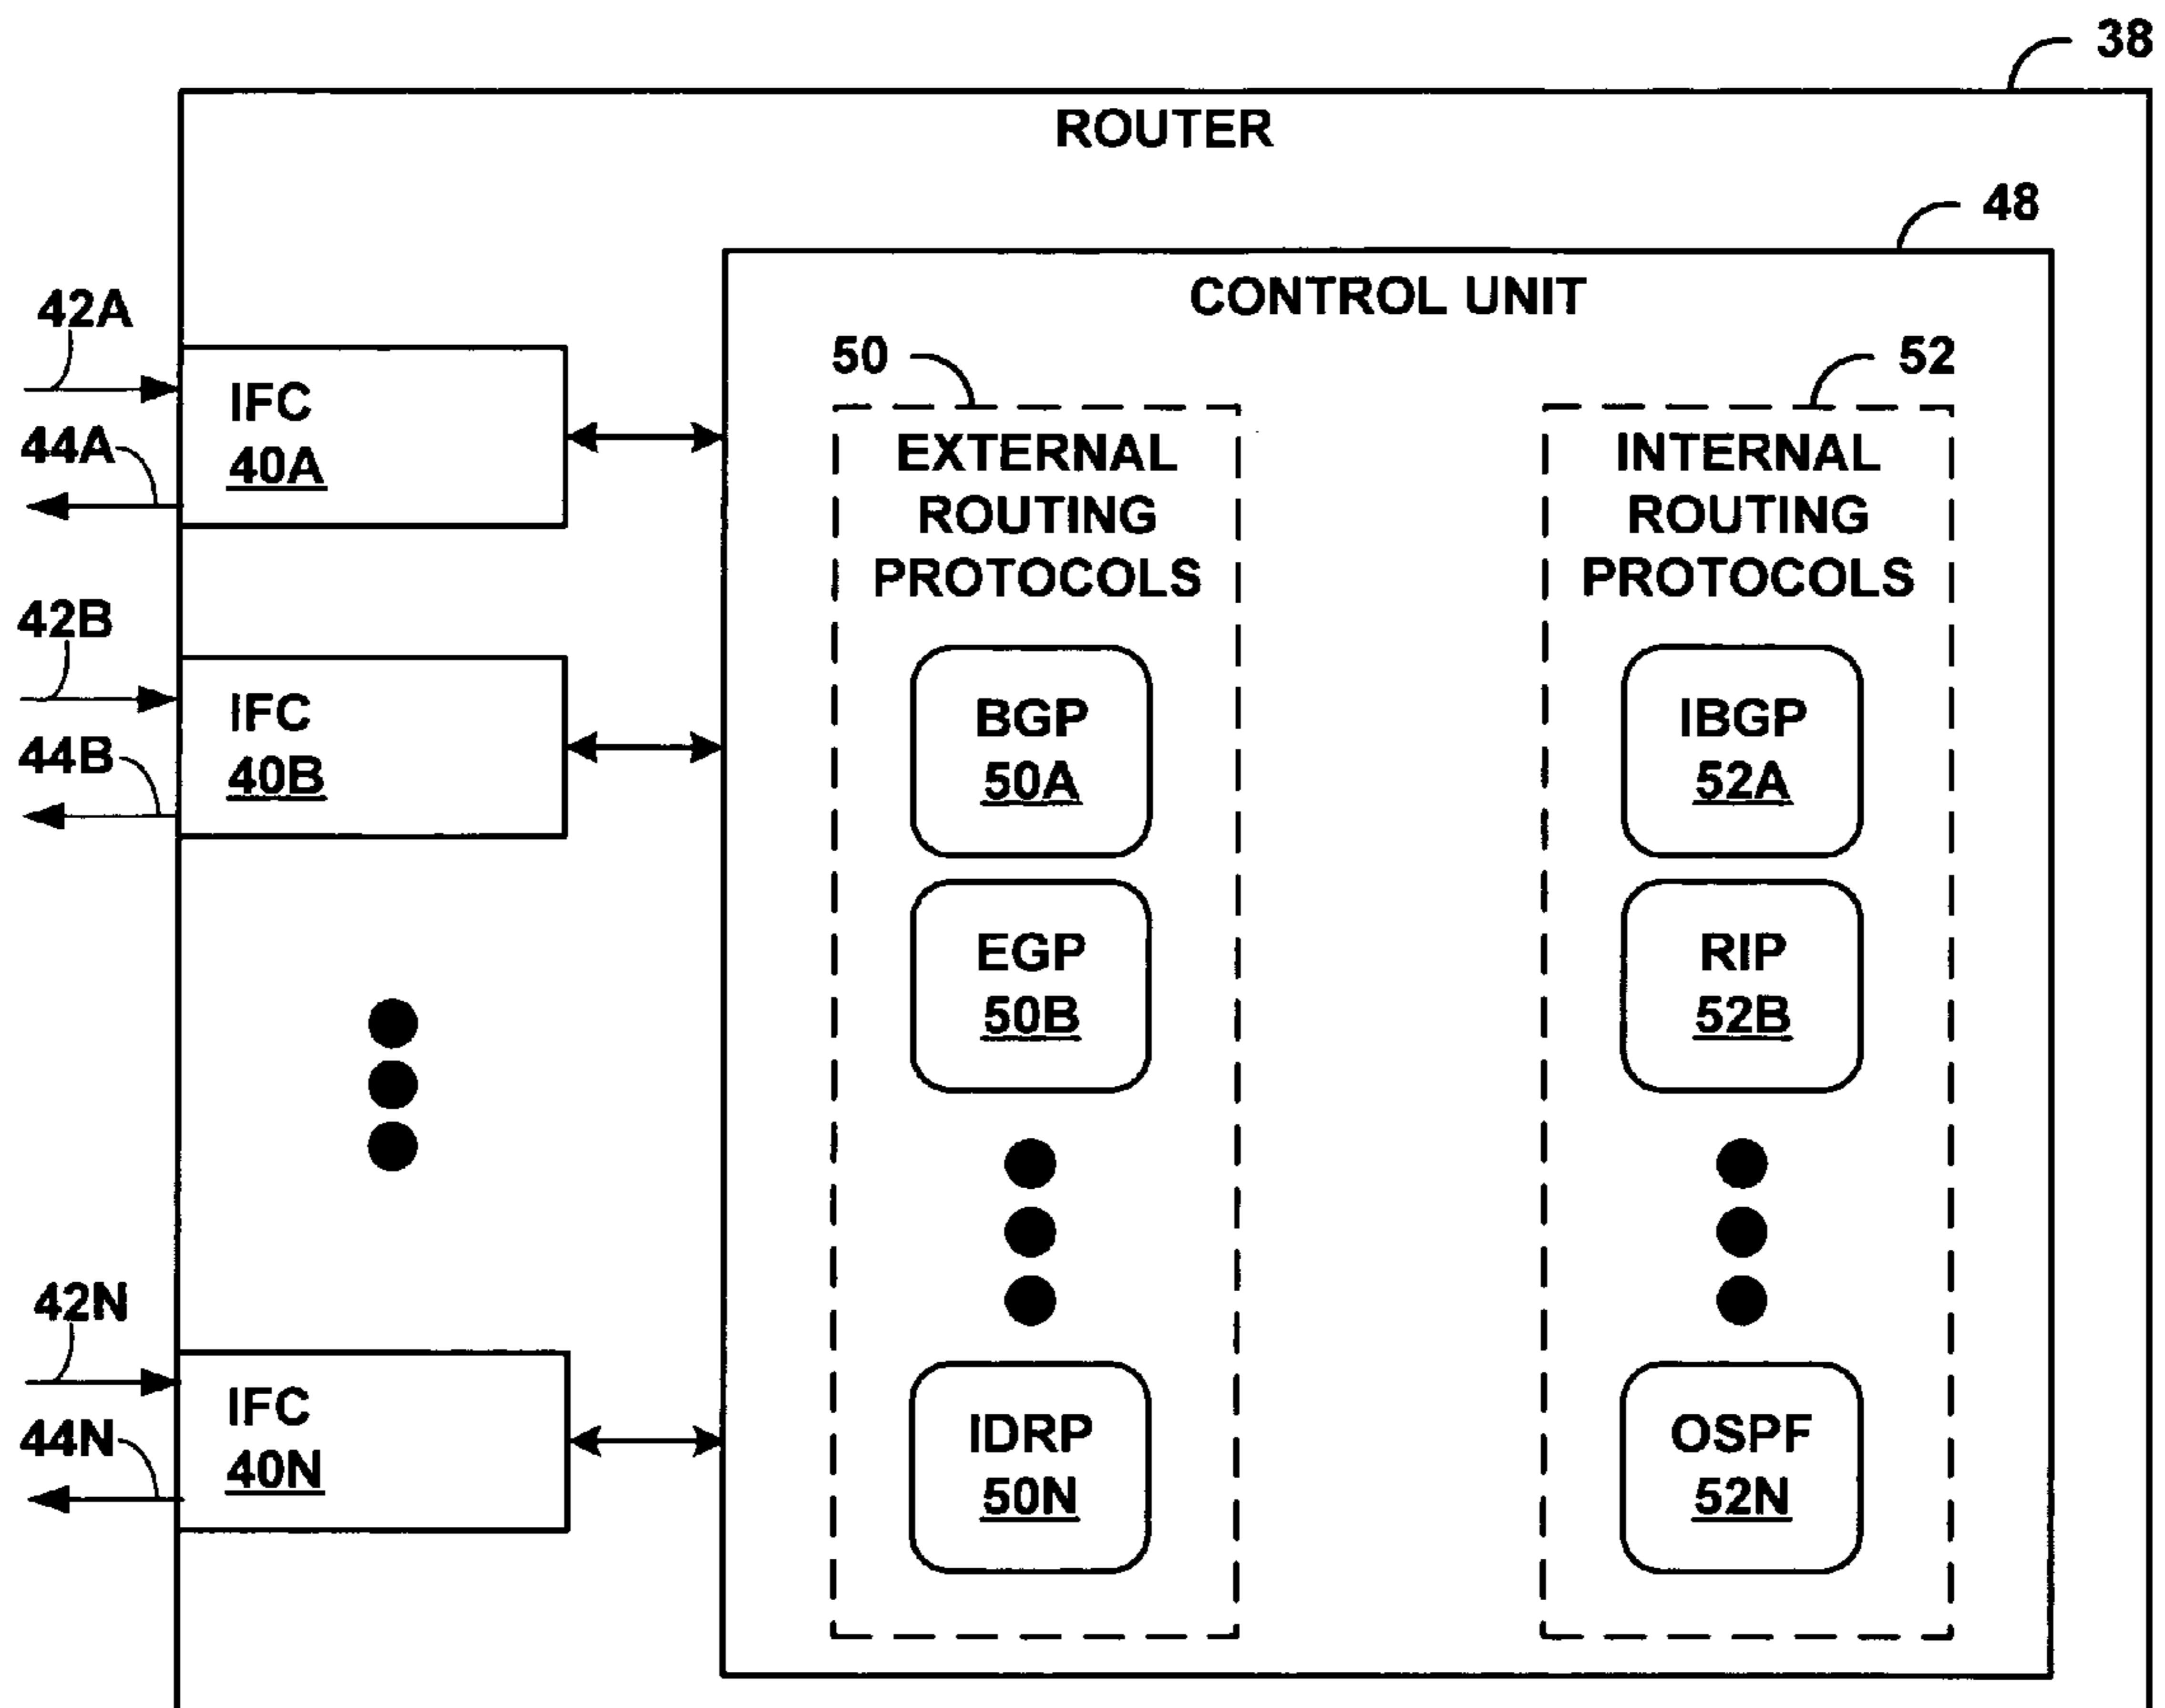 38
ROUTER
48
CONTROL UNIT
42A
IFC
40A
44A
42B
IFC
40B
44B
42N
IFC
40N
44N
50
EXTERNAL
ROUTING
PROTOCOLS
BGP
50A
EGP
50B
IDRP
50N
52
INTERNAL
ROUTING
PROTOCOLS
IBGP
52A
RIP
52B
OSPF
52N